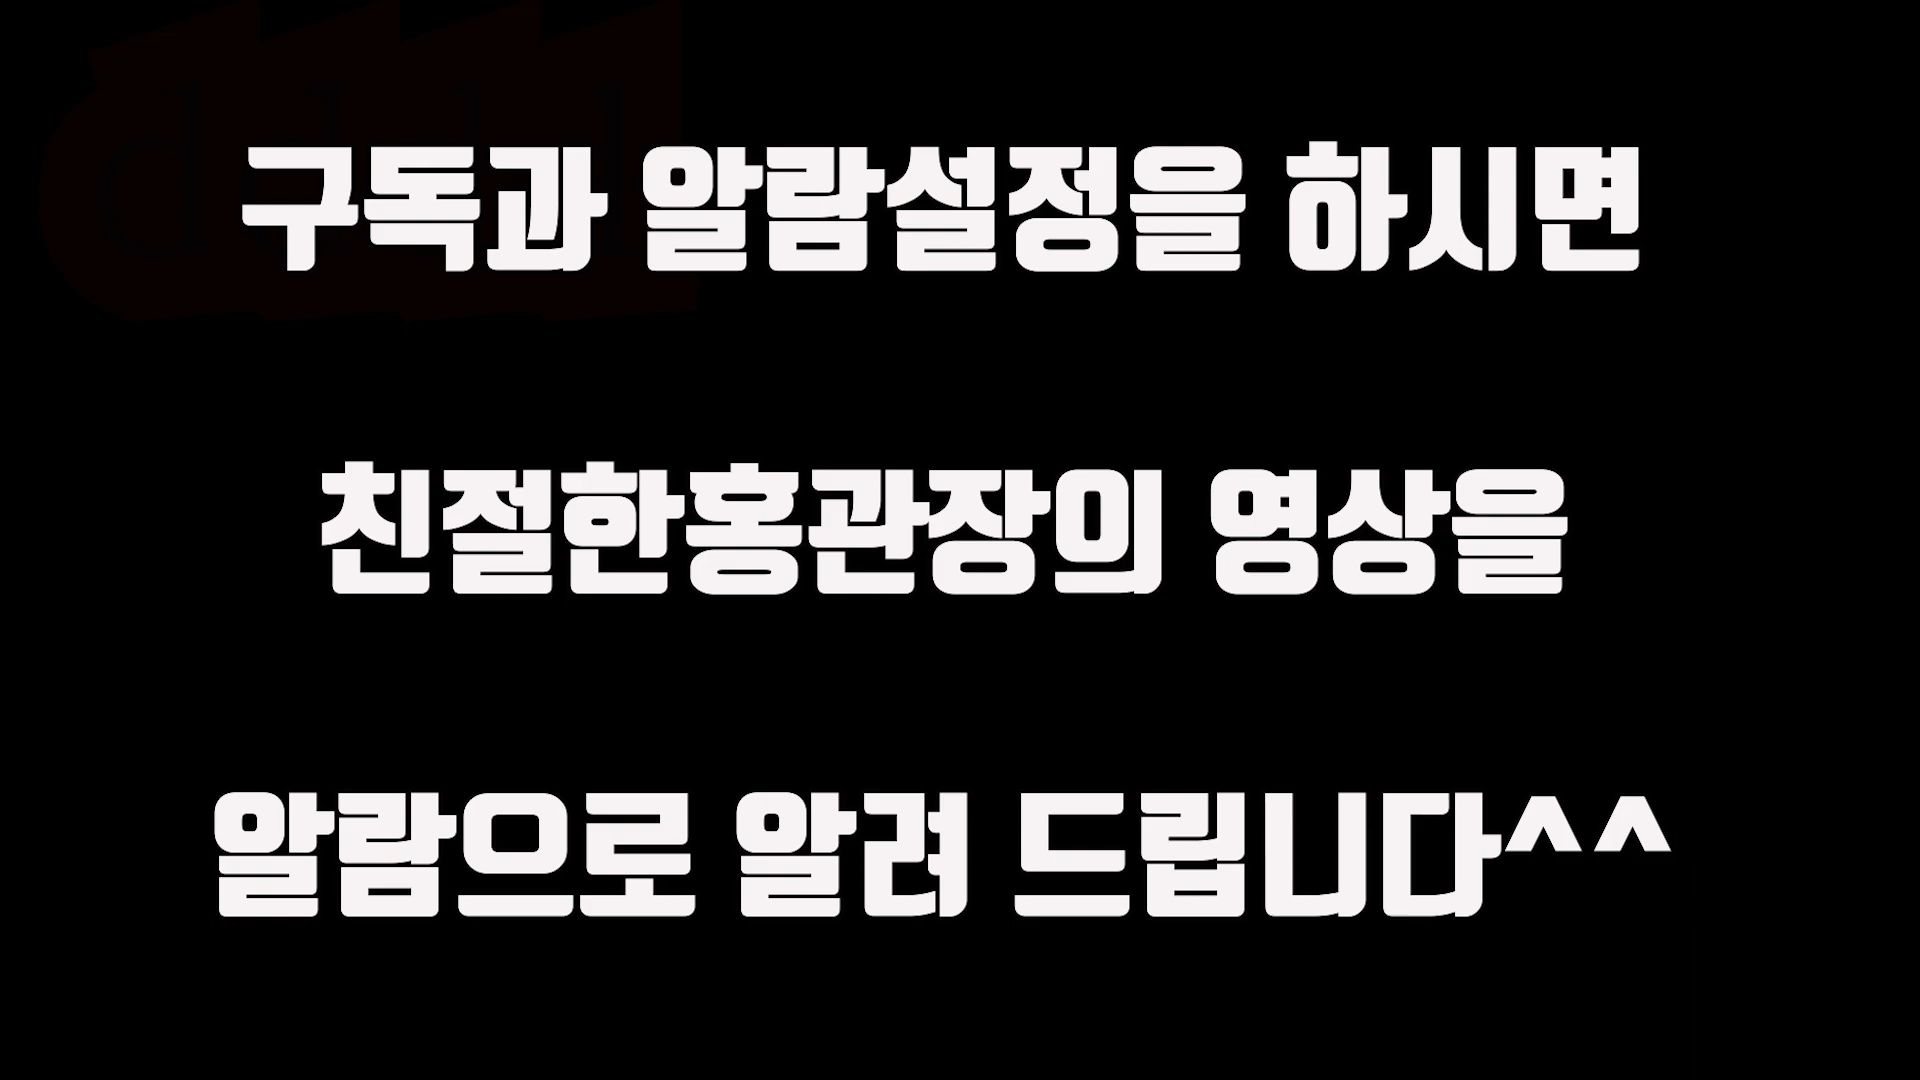 구독과 알람설정을 하시면
친절한홍관장의 영상을
알람으로 알려 드립니다^^